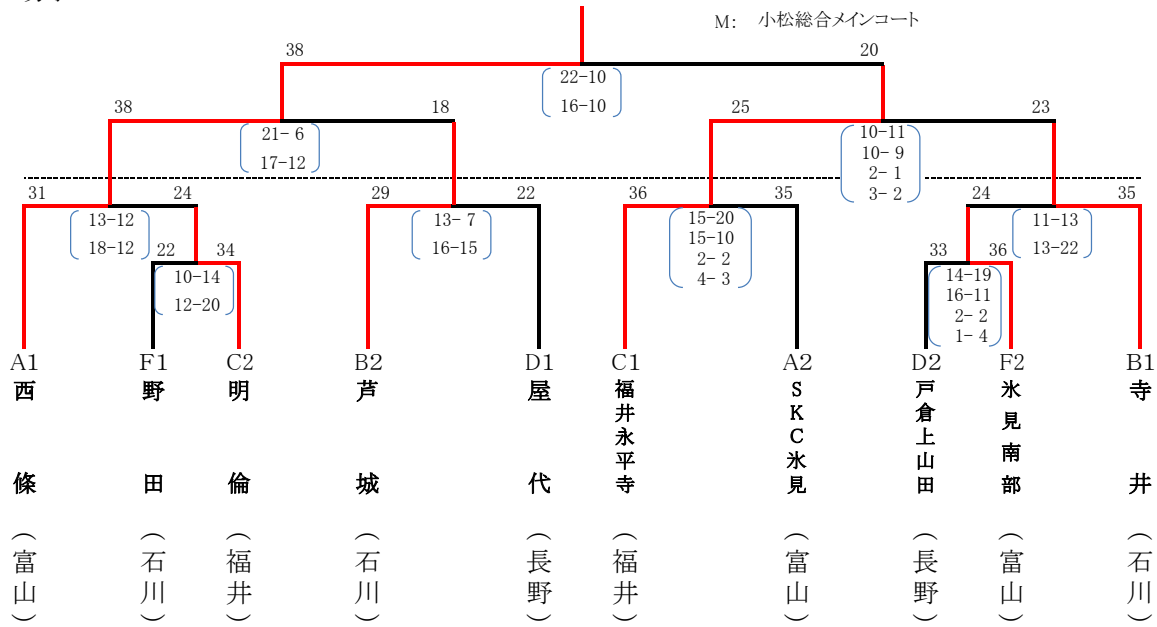 M: 小松総合メインコート
38 20
22-10
16-10
38 18 25 23
21- 6
17-12
10-11
10- 9
2- 1
3- 2
31 24 29 22 36 35 24 35
13-12
18-12
13- 7
16-15
15-20
15-10
2- 2
4- 3
11-13
13-22
22 34 33 36
10-14
12-20
14-19
16-11
2- 2
1- 4
A1 F1 C2 B2 D1 C1 A2 D2 F2 B1
西條
野田
明倫
芦城
屋代
福井永平寺
SKC氷見
戸倉上山田
氷見南部
寺井
(富山)
(石川)
(福井)
(石川)
(長野)
(福井)
(富山)
(長野)
(富山)
(石川)